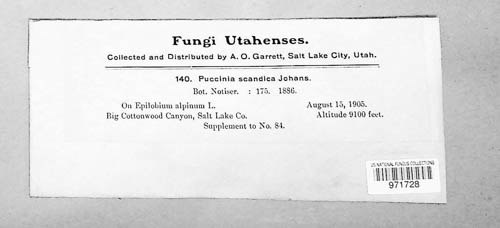 Fungi Utahenses.
Collected and Distributed by A. O. Garrett, Salt Lake City, Utah.
140. Puccinia scandica Johans.
Bot. Notiser. : 175. 1886.
On Epilobium alpinum L. August 15, 1905.
Big Cottonwood Canyon, Salt Lake Co. Altitude 9100 feet.
Supplement to No. 84.
US NATIONAL FUNGUS COLLECTIONS
971728